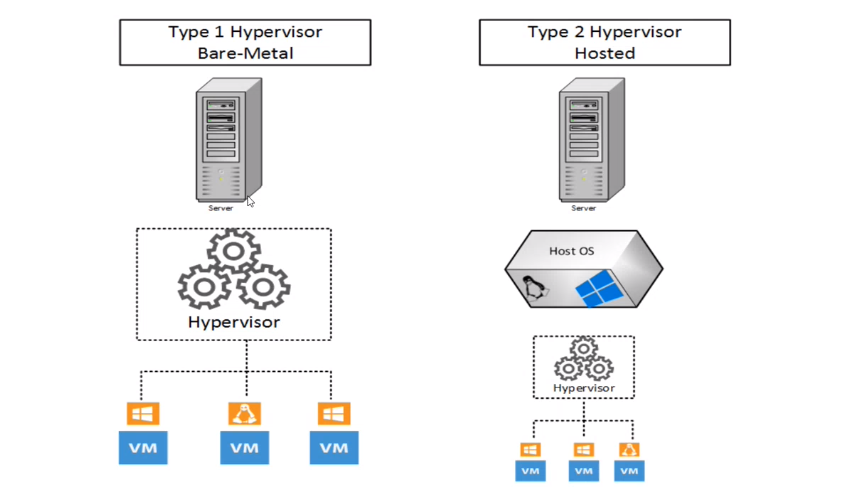 Type 1 Hypervisor
Bare-Metal
Server
Hypervisor
VM
VM
VM
Type 2 Hypervisor
Hosted
Server
Host OS
Hypervisor
VM
VM
VM